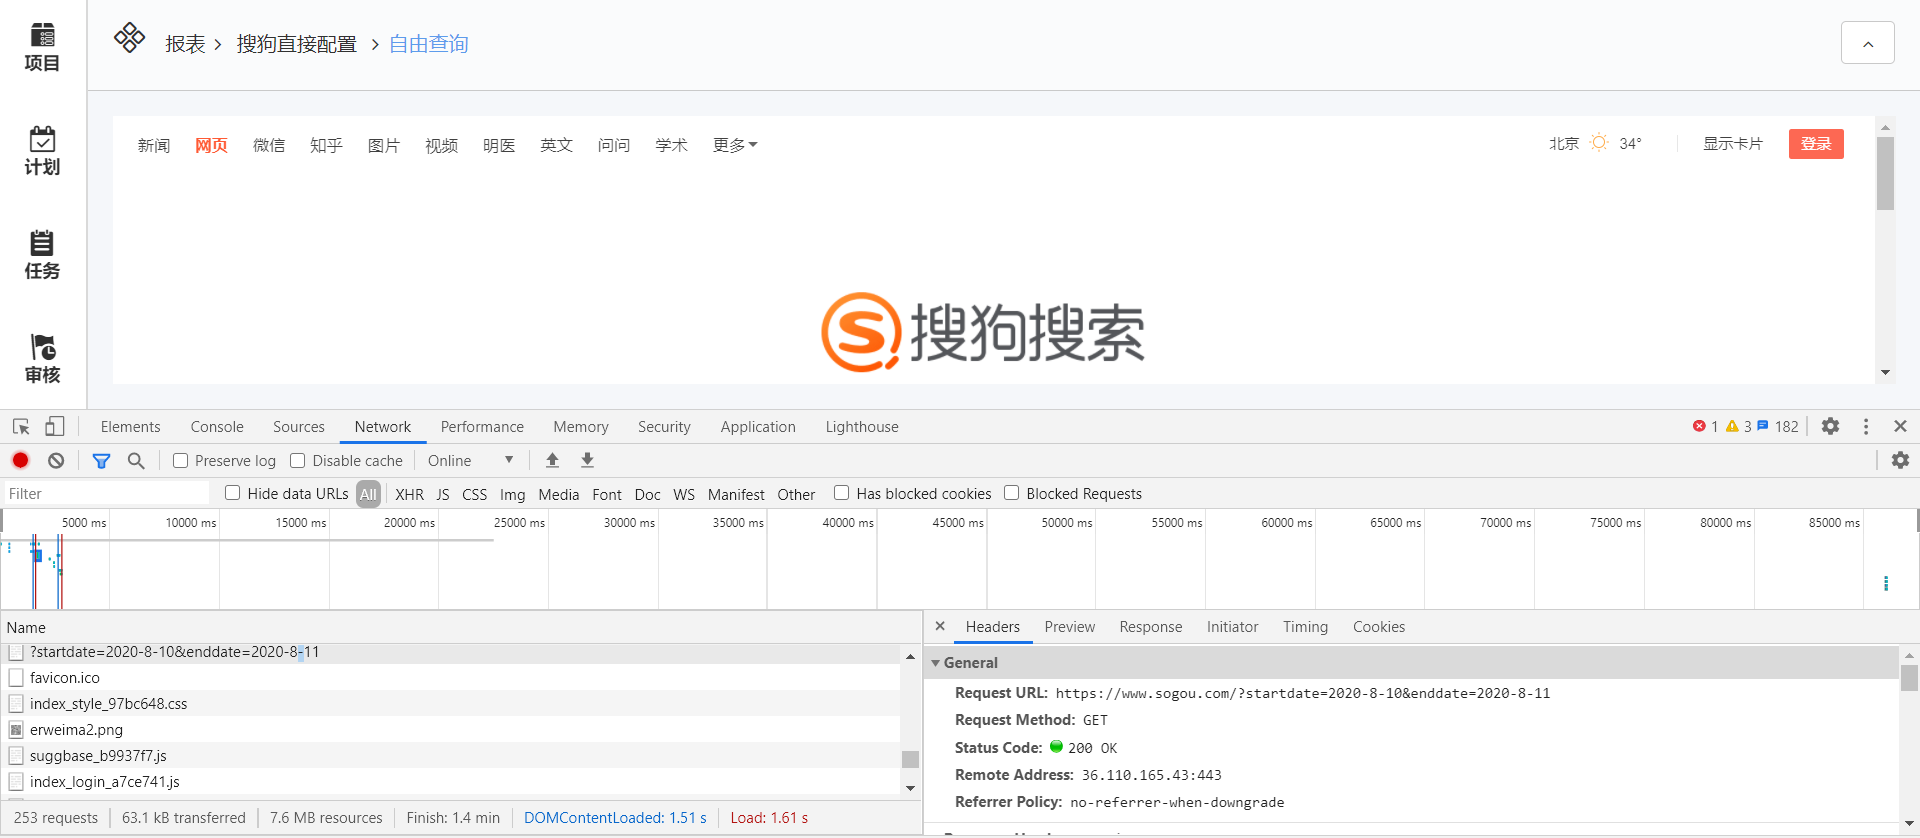 项目
报表 > 搜狗直接配置 > 自由查询
计划
任务
审核
新闻 网页 微信 知乎 图片 视频 明医 英文 问问 学术 更多
北京 34° 显示卡片 登录
搜狗搜索
Elements Console Sources Network Performance Memory Security Application Lighthouse 1 3 182
Preserve log Disable cache Online
Filter Hide data URLs All XHR JS CSS Img Media Font Doc WS Manifest Other Has blocked cookies Blocked Requests
5000 ms 10000 ms 15000 ms 20000 ms 25000 ms 30000 ms 35000 ms 40000 ms 45000 ms 50000 ms 55000 ms 60000 ms 65000 ms 70000 ms 75000 ms 80000 ms 85000 ms
Name
?startdate=2020-8-10&enddate=2020-8-11
favicon.ico
index_style_97bc648.css
erweima2.png
suggbase_b9937f7.js
index_login_a7ce741.js
253 requests 63.1 kB transferred 7.6 MB resources Finish: 1.4 min DOMContentLoaded: 1.51 s Load: 1.61 s
Headers Preview Response Initiator Timing Cookies
General
Request URL: https://www.sogou.com/?startdate=2020-8-10&enddate=2020-8-11
Request Method: GET
Status Code: 200 OK
Remote Address: 36.110.165.43:443
Referrer Policy: no-referrer-when-downgrade